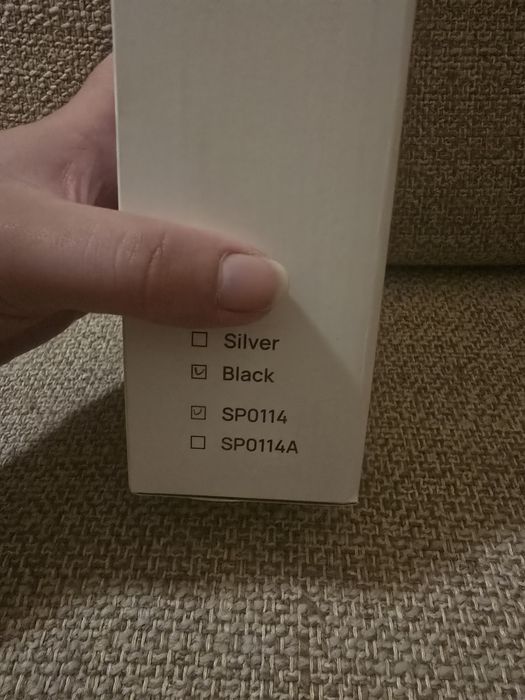 ☐ Silver
☑ Black
☑ SP0114
☐ SP0114A